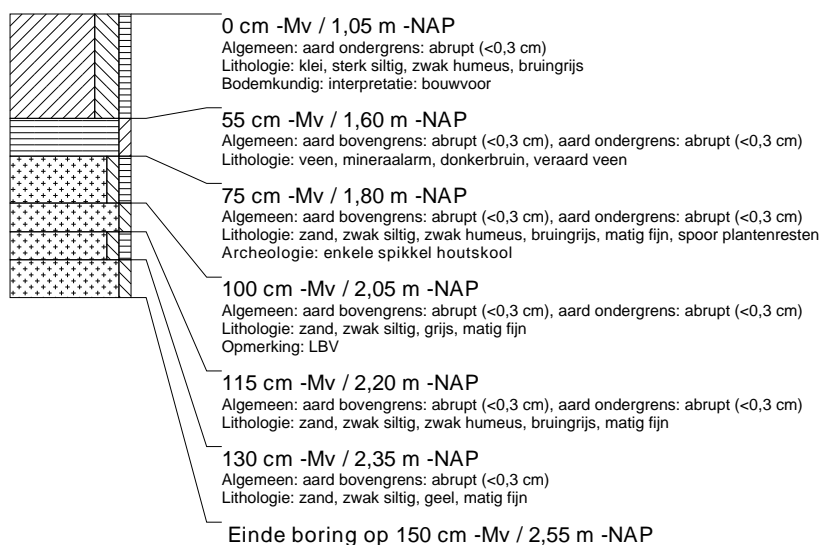 0 cm -Mv / 1,05 m -NAP
Algemeen: aard ondergrens: abrupt (<0,3 cm)
Lithologie: klei, sterk siltig, zwak humeus, bruingrijs
Bodemkundig: interpretatie: bouwvoor
55 cm -Mv / 1,60 m -NAP
Algemeen: aard bovengrens: abrupt (<0,3 cm), aard ondergrens: abrupt (<0,3 cm)
Lithologie: veen, mineraalarm, donkerbruin, veraard veen
75 cm -Mv / 1,80 m -NAP
Algemeen: aard bovengrens: abrupt (<0,3 cm), aard ondergrens: abrupt (<0,3 cm)
Lithologie: zand, zwak siltig, zwak humeus, bruingrijs, matig fijn, spoor plantenresten
Archeologie: enkele spikkel houtskool
100 cm -Mv / 2,05 m -NAP
Algemeen: aard bovengrens: abrupt (<0,3 cm), aard ondergrens: abrupt (<0,3 cm)
Lithologie: zand, zwak siltig, grijs, matig fijn
Opmerking: LBV
115 cm -Mv / 2,20 m -NAP
Algemeen: aard bovengrens: abrupt (<0,3 cm), aard ondergrens: abrupt (<0,3 cm)
Lithologie: zand, zwak siltig, zwak humeus, bruingrijs, matig fijn
130 cm -Mv / 2,35 m -NAP
Algemeen: aard bovengrens: abrupt (<0,3 cm)
Lithologie: zand, zwak siltig, geel, matig fijn
Einde boring op 150 cm -Mv / 2,55 m -NAP